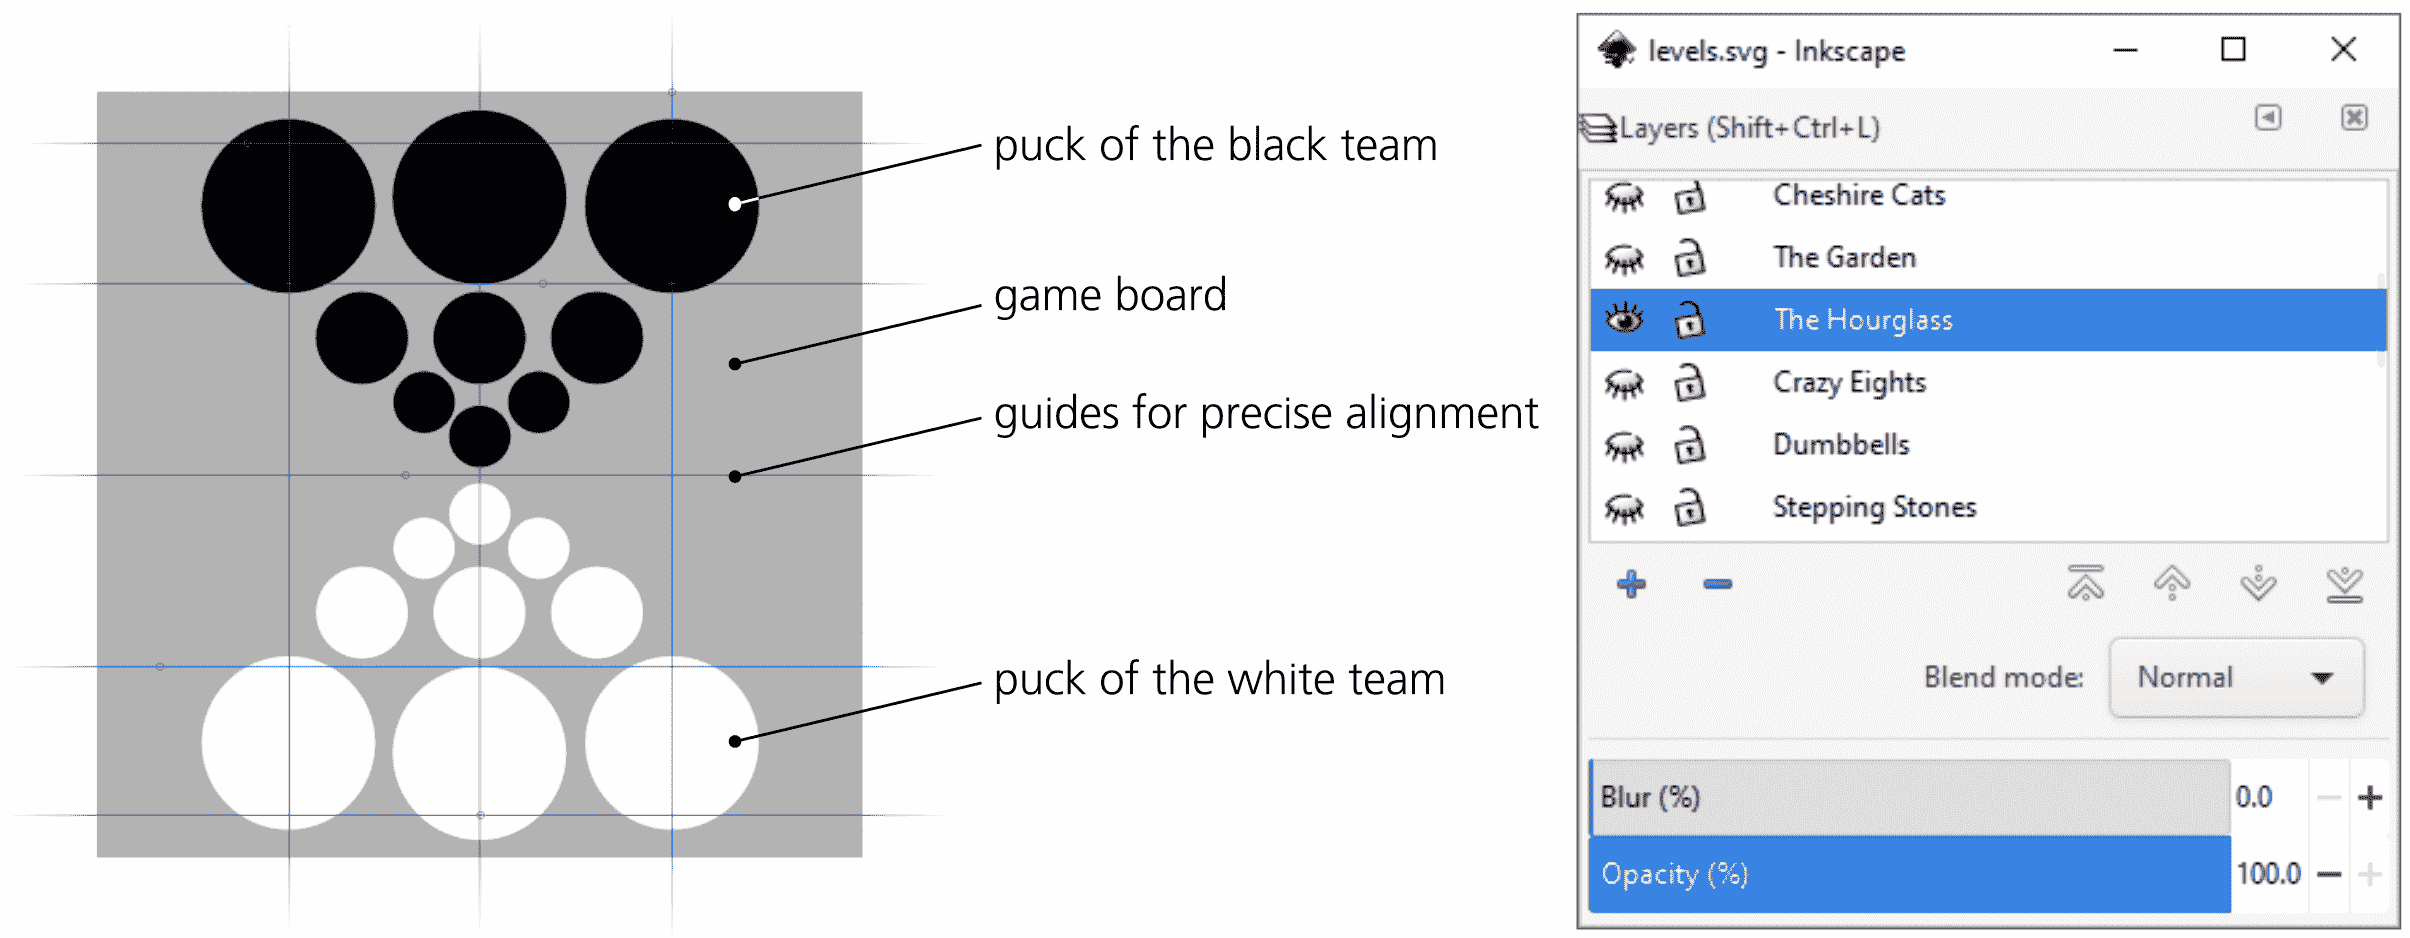 puck of the black team
game board
guides for precise alignment
puck of the white team
levels.svg - Inkscape
Layers (Shift+Ctrl+L)
Cheshire Cats
The Garden
The Hourglass
Crazy Eights
Dumbbells
Stepping Stones
Blend mode: Normal
Blur (%) 0.0
Opacity (%) 100.0